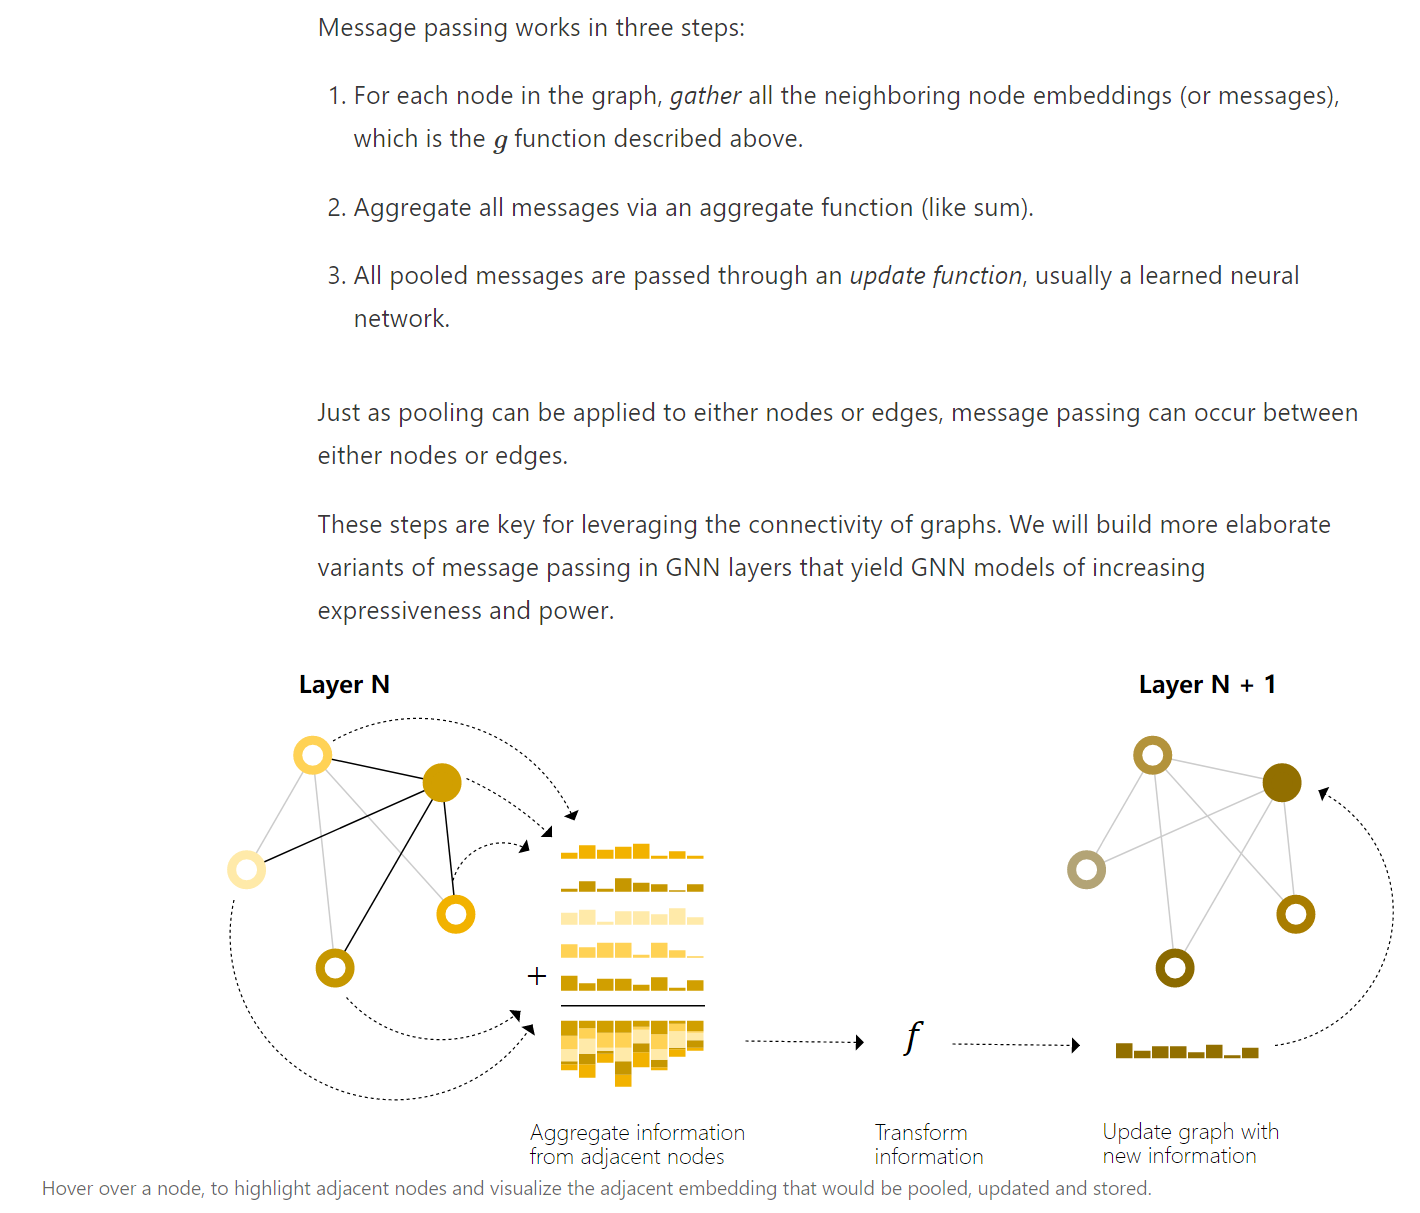 Message passing works in three steps:
1. For each node in the graph, gather all the neighboring node embeddings (or messages),
which is the g function described above.
2. Aggregate all messages via an aggregate function (like sum).
3. All pooled messages are passed through an update function, usually a learned neural
network.
Just as pooling can be applied to either nodes or edges, message passing can occur between
either nodes or edges.
These steps are key for leveraging the connectivity of graphs. We will build more elaborate
variants of message passing in GNN layers that yield GNN models of increasing
expressiveness and power.
Layer N
Layer N + 1
+
f
Aggregate information
from adjacent nodes
Transform
information
Update graph with
new information
Hover over a node, to highlight adjacent nodes and visualize the adjacent embedding that would be pooled, updated and stored.